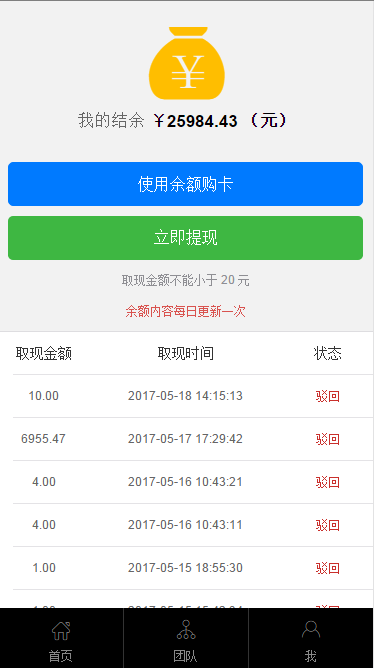 ¥
我的结余 ¥25984.43 （元）
使用余额购卡
立即提现
取现金额不能小于 20 元
余额内容每日更新一次
取现金额 取现时间 状态
10.00 2017-05-18 14:15:13 驳回
6955.47 2017-05-17 17:29:42 驳回
4.00 2017-05-16 10:43:21 驳回
4.00 2017-05-16 10:43:11 驳回
1.00 2017-05-15 18:55:30 驳回
首页 团队 我